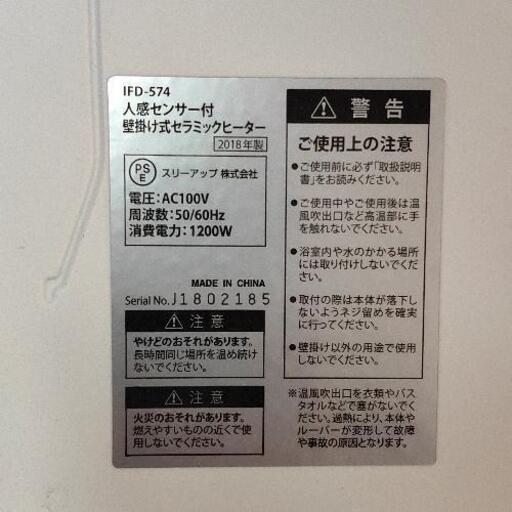 IFD-574
人感センサー付
壁掛け式セラミックヒーター
2018年製
PS
E
スリーアップ 株式会社
電圧:AC100V
周波数:50/60Hz
消費電力:1200W
MADE IN CHINA
Serial No.J1802185
注意
やけどのおそれがあります。
長時間同じ場所を温め続け
ないでください。
注意
火災のおそれがあります。
燃えやすいものの近くで使
用しないでください。
警告
ご使用上の注意
●ご使用前に必ず「取扱説明
書」をお読みください。
●ご使用中やご使用後は温
風吹出口など高温部に手
を触れないでください。
●浴室内や水のかかる場所
には取り付けしないでくだ
さい。
●取付の際は本体が落下し
ないようネジ留めを確実
に行ってください。
●壁掛け以外の用途で使用
しないでください。
※温風吹出口を衣類やバス
タオルなどで塞がないでく
ださい。過熱により、本体や
ルーバーが変形して故障
や事故の原因となります。